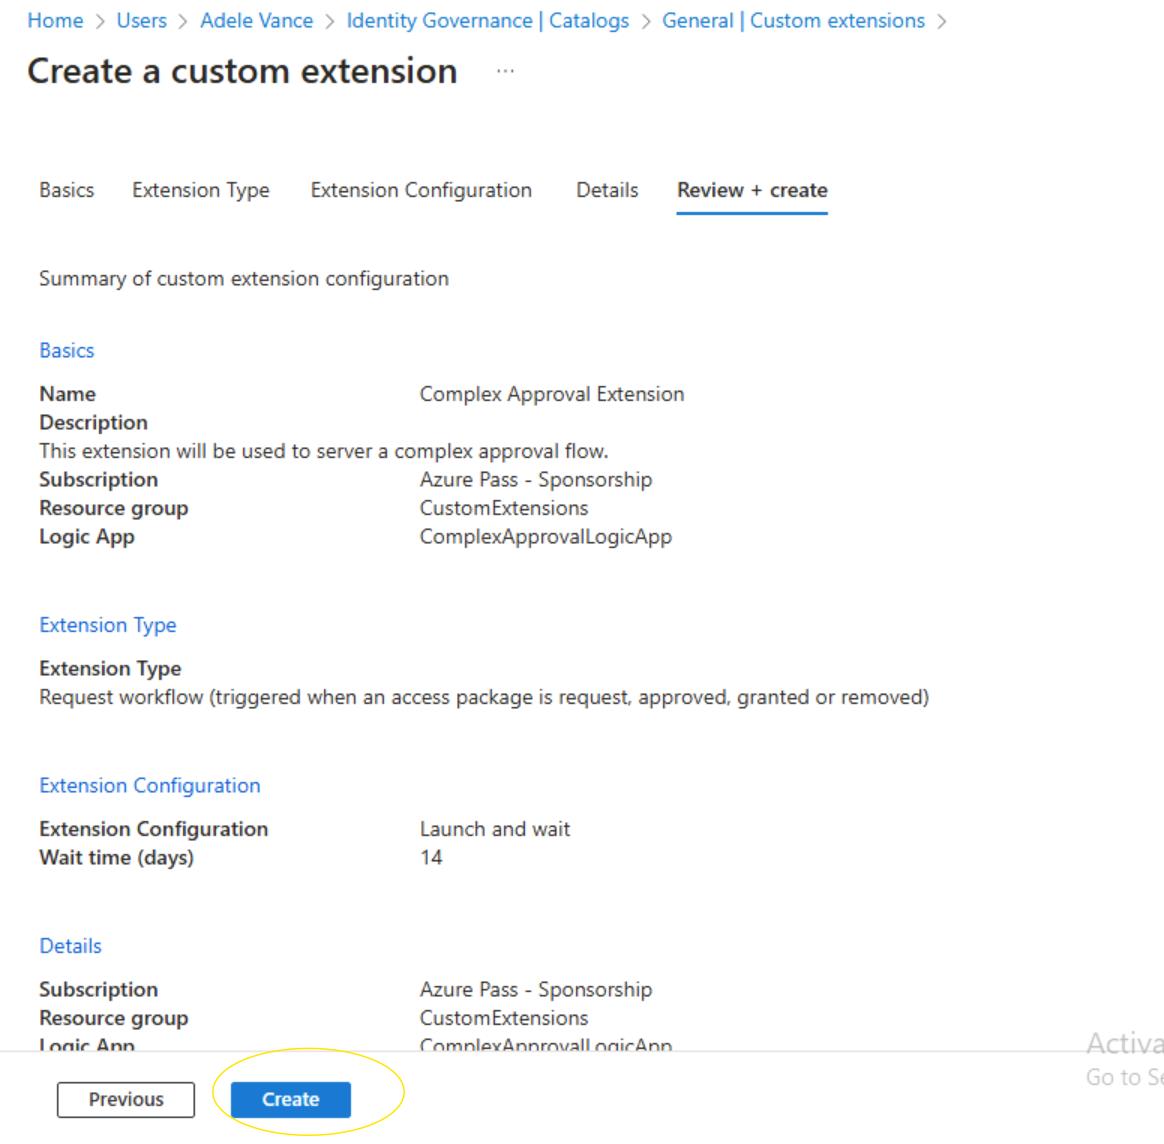 Home > Users > Adele Vance > Identity Governance | Catalogs > General | Custom extensions >
Create a custom extension ...
Basics Extension Type Extension Configuration Details Review + create
Summary of custom extension configuration
Basics
Name Complex Approval Extension
Description
This extension will be used to server a complex approval flow.
Subscription Azure Pass - Sponsorship
Resource group CustomExtensions
Logic App ComplexApprovalLogicApp
Extension Type
Extension Type
Request workflow (triggered when an access package is request, approved, granted or removed)
Extension Configuration
Extension Configuration Launch and wait
Wait time (days) 14
Details
Subscription Azure Pass - Sponsorship
Resource group CustomExtensions
Logic App ComplexApprovalLogicApp
Activa
Go to Se
Previous Create